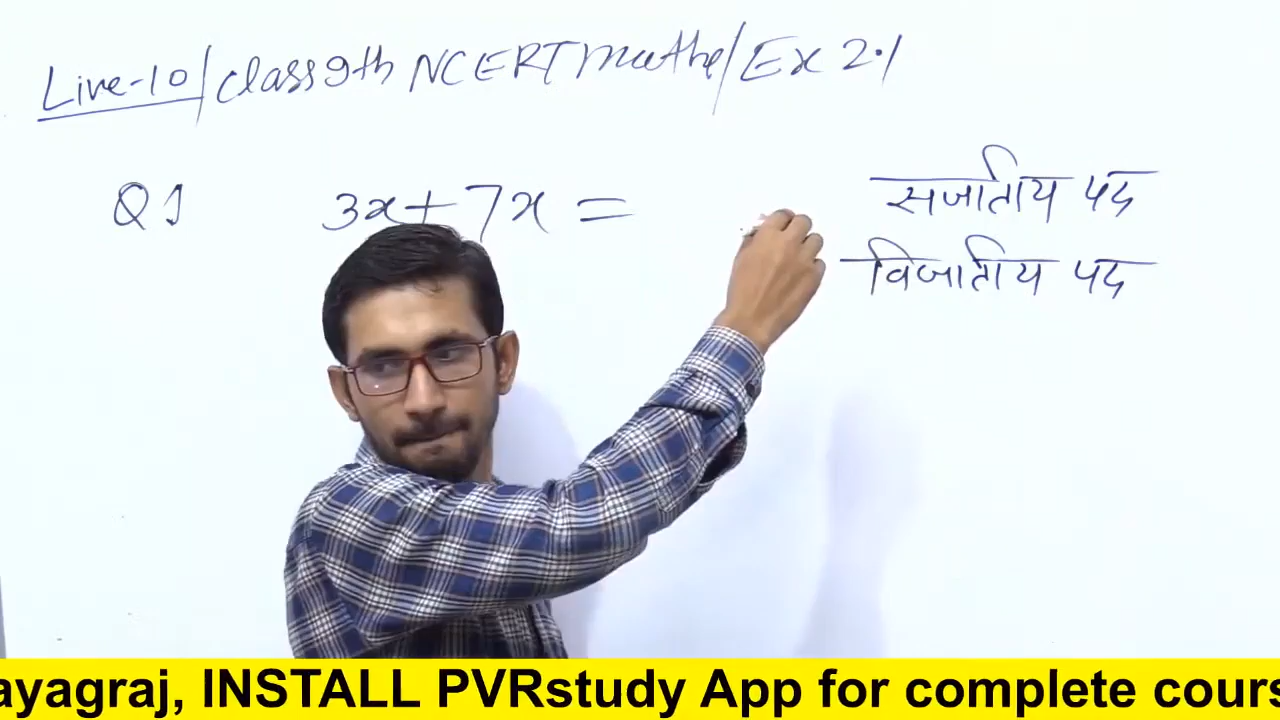 Live-10/class 9th NCERT maths/Ex 2.1
Q1 3x+7x=
सजातीय पद
विजातीय पद
ayagraj, INSTALL PVRstudy App for complete cours